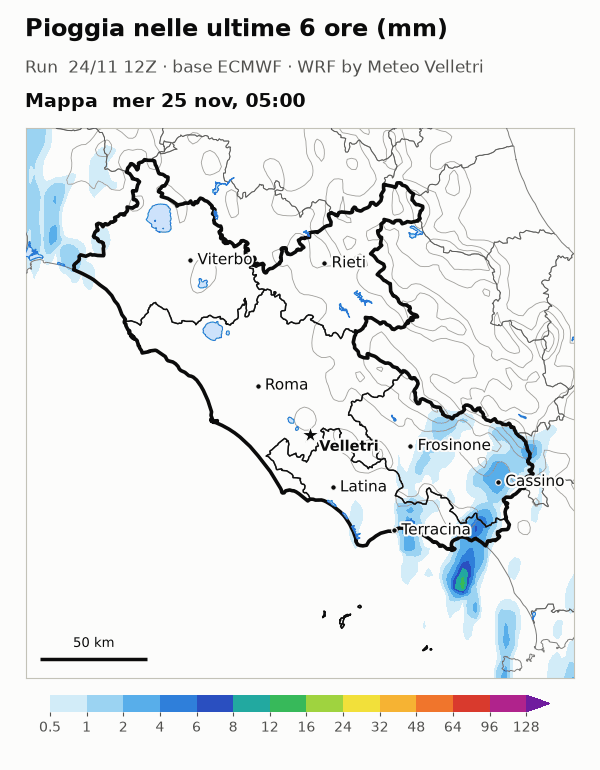 Pioggia nelle ultime 6 ore (mm)
Run  24/11 12Z · base ECMWF · WRF by Meteo Velletri
Mappa  mer 25 nov, 05:00
Viterbo
Rieti
Roma
Velletri
Frosinone
Latina
Cassino
Terracina
50 km
0.5 1 2 4 6 8 12 16 24 32 48 64 96 128